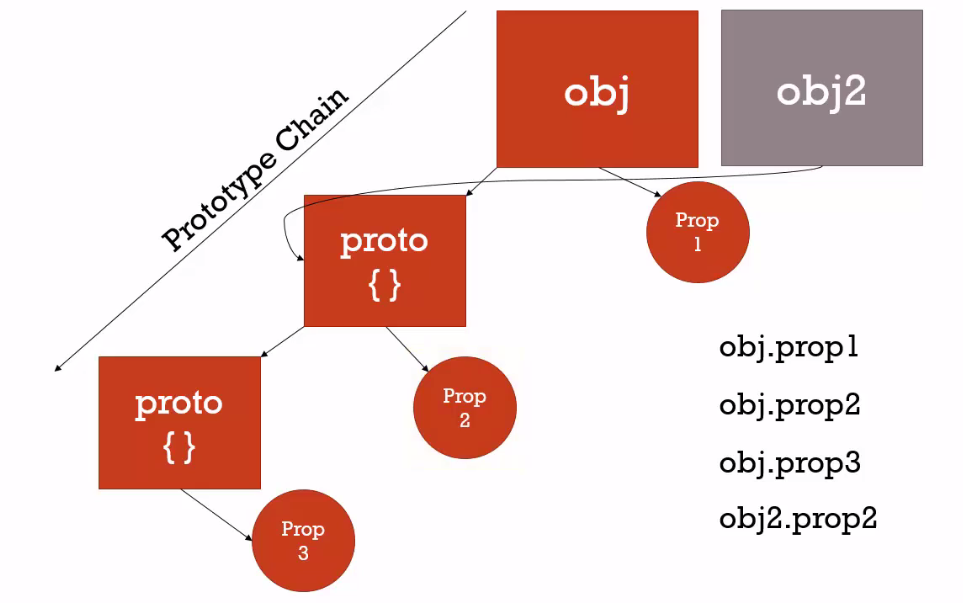 Prototype Chain
obj
obj2
proto
{ }
Prop
1
proto
{ }
Prop
2
Prop
3
obj.prop1
obj.prop2
obj.prop3
obj2.prop2